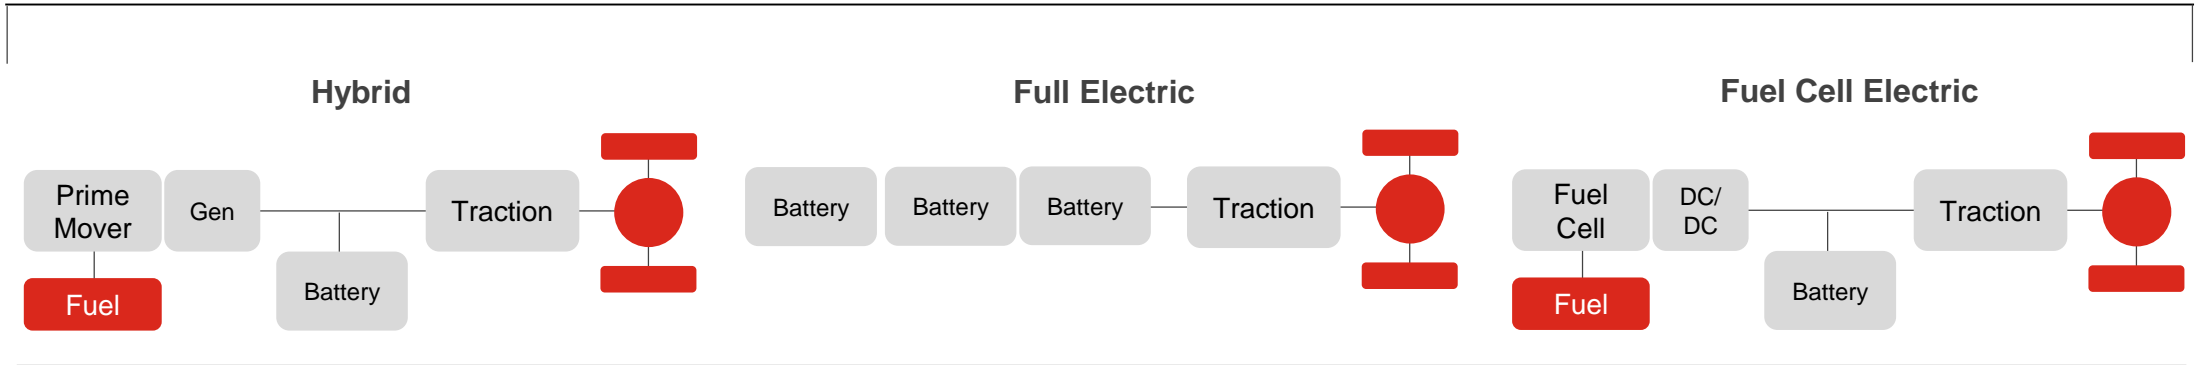 Hybrid
Prime
Mover
Gen
Traction
Battery
Fuel
Full Electric
Battery
Battery
Battery
Traction
Fuel Cell Electric
Fuel
Cell
DC/
DC
Traction
Battery
Fuel